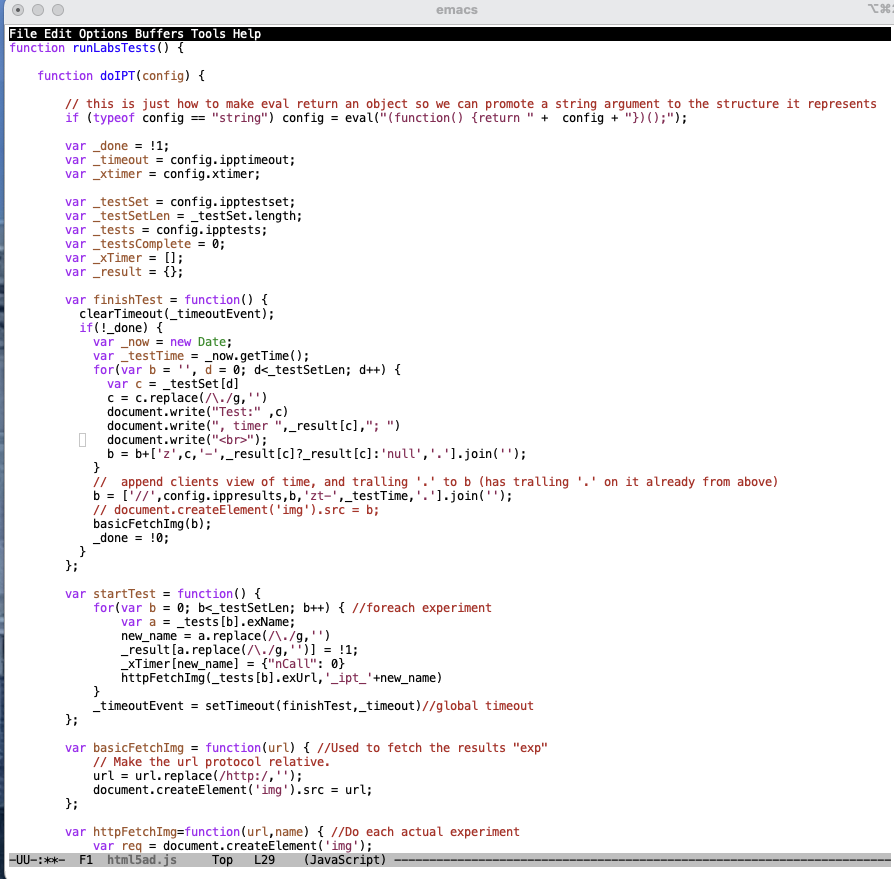 emacs
⌥⌘
File Edit Options Buffers Tools Help
function runLabsTests() {
    function doIPT(config) {
        // this is just how to make eval return an object so we can promote a string argument to the structure it represents
        if (typeof config == "string") config = eval("(function() {return " +  config + "})();");
        var _done = !1;
        var _timeout = config.ipptimeout;
        var _xtimer = config.xtimer;
        var _testSet = config.ipptestset;
        var _testSetLen = _testSet.length;
        var _tests = config.ipptests;
        var _testsComplete = 0;
        var _xTimer = [];
        var _result = {};
        var finishTest = function() {
          clearTimeout(_timeoutEvent);
          if(!_done) {
            var _now = new Date;
            var _testTime = _now.getTime();
            for(var b = '', d = 0; d<_testSetLen; d++) {
              var c = _testSet[d]
              c = c.replace(/\./g,'')
              document.write("Test:" ,c)
              document.write(", timer ",_result[c],"; ")
              document.write("<br>");
              b = b+['z',c,'-',_result[c]?_result[c]:'null','.'].join('');
            }
            //  append clients view of time, and tralling '.' to b (has tralling '.' on it already from above)
            b = ['//',config.ippresults,b,'zt-',_testTime,'.'].join('');
            // document.createElement('img').src = b;
            basicFetchImg(b);
            _done = !0;
          }
        };
        var startTest = function() {
            for(var b = 0; b<_testSetLen; b++) { //foreach experiment
                var a = _tests[b].exName;
                new_name = a.replace(/\./g,'')
                _result[a.replace(/\./g,'')] = !1;
                _xTimer[new_name] = {"nCall": 0}
                httpFetchImg(_tests[b].exUrl,'_ipt_'+new_name)
            }
            _timeoutEvent = setTimeout(finishTest,_timeout)//global timeout
        };
        var basicFetchImg = function(url) { //Used to fetch the results "exp"
            // Make the url protocol relative.
            url = url.replace(/http:/,'');
            document.createElement('img').src = url;
        };
        var httpFetchImg=function(url,name) { //Do each actual experiment
            var req = document.createElement('img');
-UU-:**-  F1  html5ad.js     Top   L29    (JavaScript) ----------------------------------------------------------------------